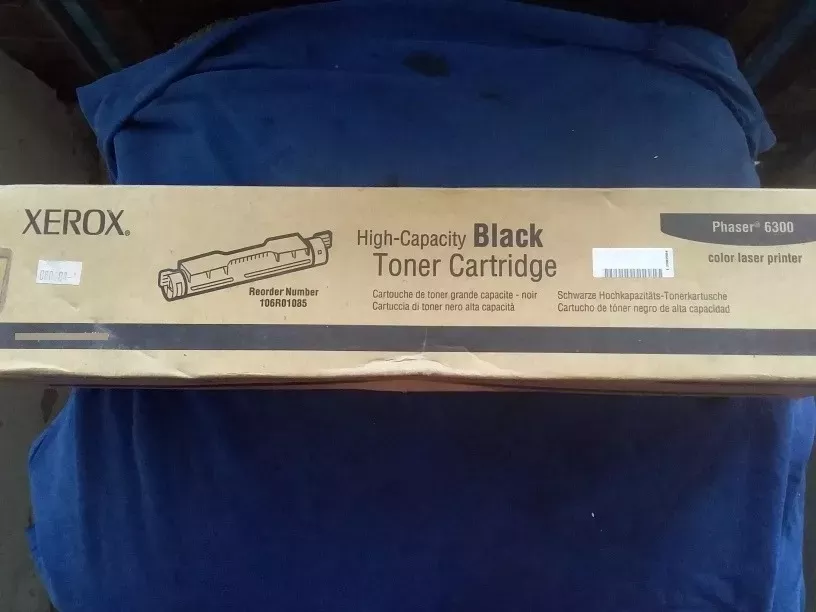 XEROX®
High-Capacity Black
Toner Cartridge
Reorder Number
106R01085
Cartouche de toner grande capacite - noir
Cartuccia di toner nero alta capacità
Schwarze Hochkapazitäts-Tonerkartusche
Cartucho de tóner negro de alta capacidad
Phaser® 6300
color laser printer